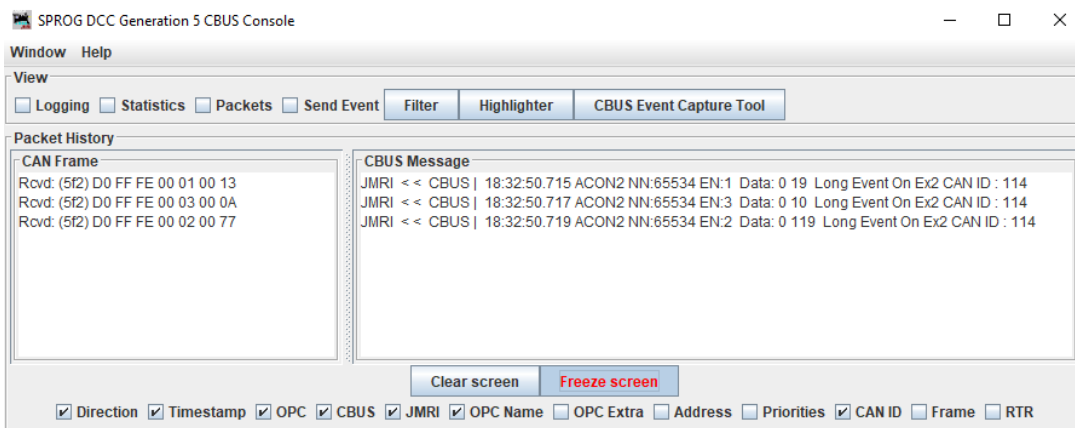 SPROG DCC Generation 5 CBUS Console
Window Help
View
Logging Statistics Packets Send Event Filter Highlighter CBUS Event Capture Tool
Packet History
CAN Frame
Rcvd: (5f2) D0 FF FE 00 01 00 13
Rcvd: (5f2) D0 FF FE 00 03 00 0A
Rcvd: (5f2) D0 FF FE 00 02 00 77
CBUS Message
JMRI << CBUS | 18:32:50.715 ACON2 NN:65534 EN:1 Data: 0 19 Long Event On Ex2 CAN ID : 114
JMRI << CBUS | 18:32:50.717 ACON2 NN:65534 EN:3 Data: 0 10 Long Event On Ex2 CAN ID : 114
JMRI << CBUS | 18:32:50.719 ACON2 NN:65534 EN:2 Data: 0 119 Long Event On Ex2 CAN ID : 114
Clear screen Freeze screen
Direction Timestamp OPC CBUS JMRI OPC Name OPC Extra Address Priorities CAN ID Frame RTR